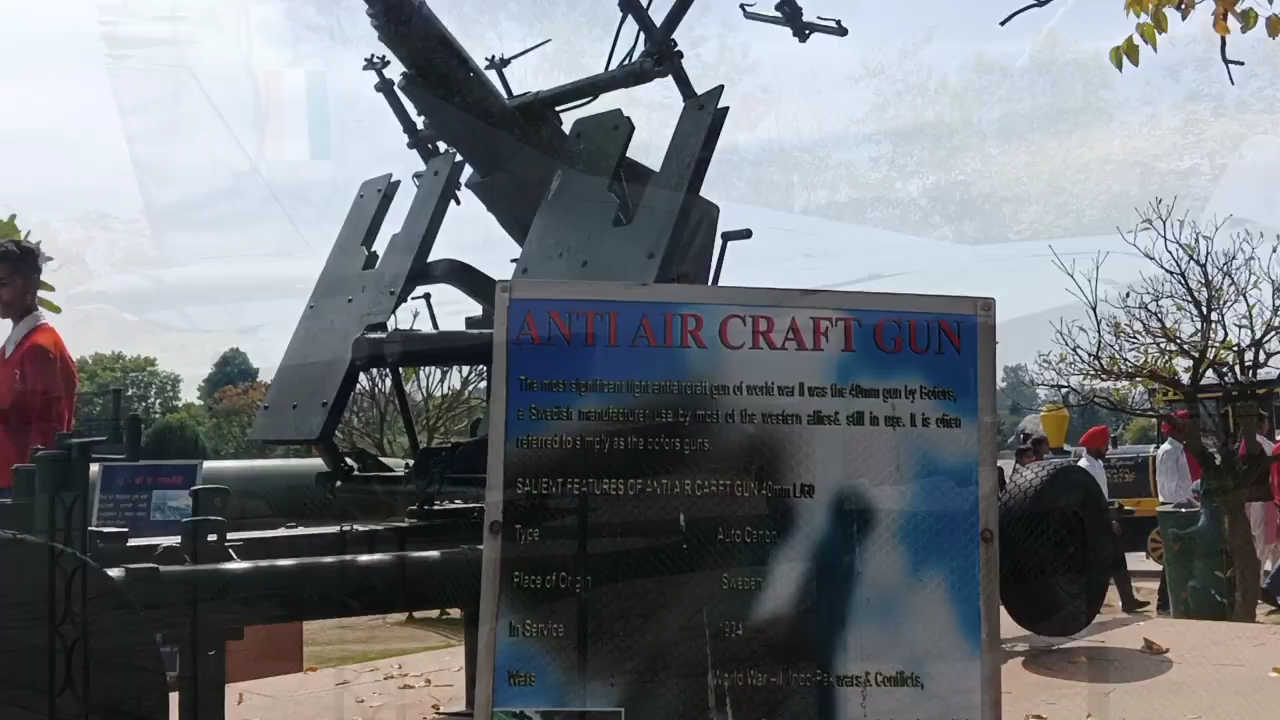 ANTI AIR CRAFT GUN
The most significant light antiaircraft gun of world war II was the 40mm gun by Bofors,
a Swedish manufacturer use by most of the western allies& still in use. It is often
referred to simply as the bofors guns.
SALIENT FEATURES OF ANTI AIR CARFT GUN 40mm L/60
Type : Auto Canon
Place of Origin : Sweden
In Service : 1934
Wars : World War -II, Indo-Pak wars & Conflicts,